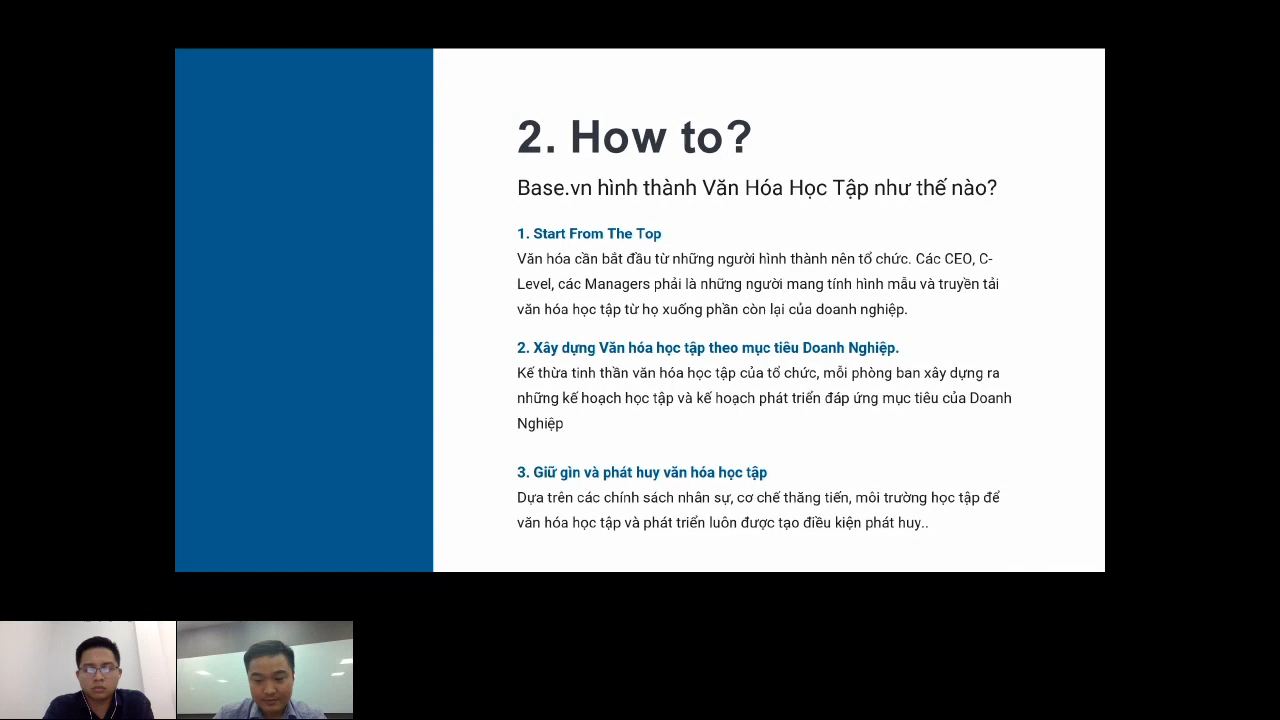 2. How to?
Base.vn hình thành Văn Hóa Học Tập như thế nào?
1. Start From The Top
Văn hóa cần bắt đầu từ những người hình thành nên tổ chức. Các CEO, C-
Level, các Managers phải là những người mang tính hình mẫu và truyền tải
văn hóa học tập từ họ xuống phần còn lại của doanh nghiệp.
2. Xây dựng Văn hóa học tập theo mục tiêu Doanh Nghiệp.
Kế thừa tinh thần văn hóa học tập của tổ chức, mỗi phòng ban xây dựng ra
những kế hoạch học tập và kế hoạch phát triển đáp ứng mục tiêu của Doanh
Nghiệp
3. Giữ gìn và phát huy văn hóa học tập
Dựa trên các chính sách nhân sự, cơ chế thăng tiến, môi trường học tập để
văn hóa học tập và phát triển luôn được tạo điều kiện phát huy..